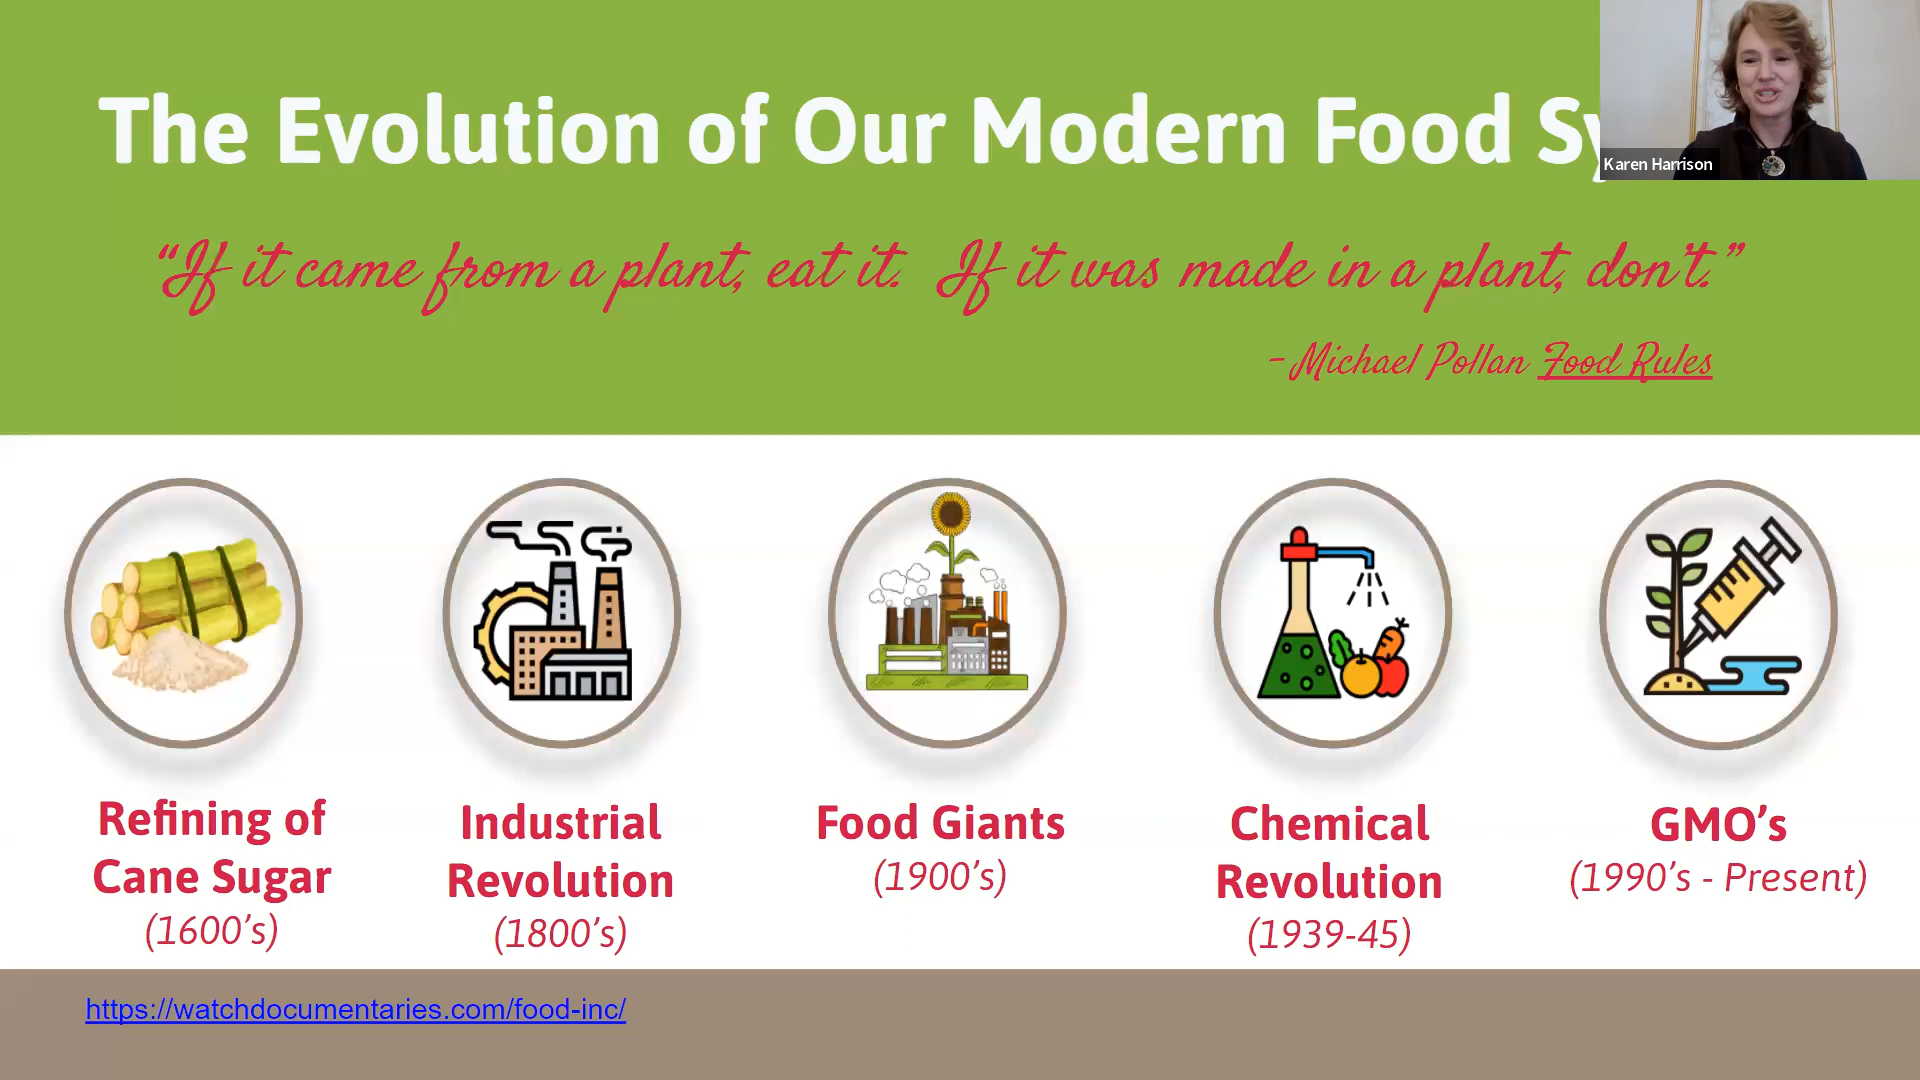 The Evolution of Our Modern Food
Karen Harrison
“If it came from a plant, eat it. If it was made in a plant, don't.”
- Michael Pollan Food Rules
Refining of
Cane Sugar
(1600’s)
Industrial
Revolution
(1800’s)
Food Giants
(1900’s)
Chemical
Revolution
(1939-45)
GMO’s
(1990’s - Present)
https://watchdocumentaries.com/food-inc/